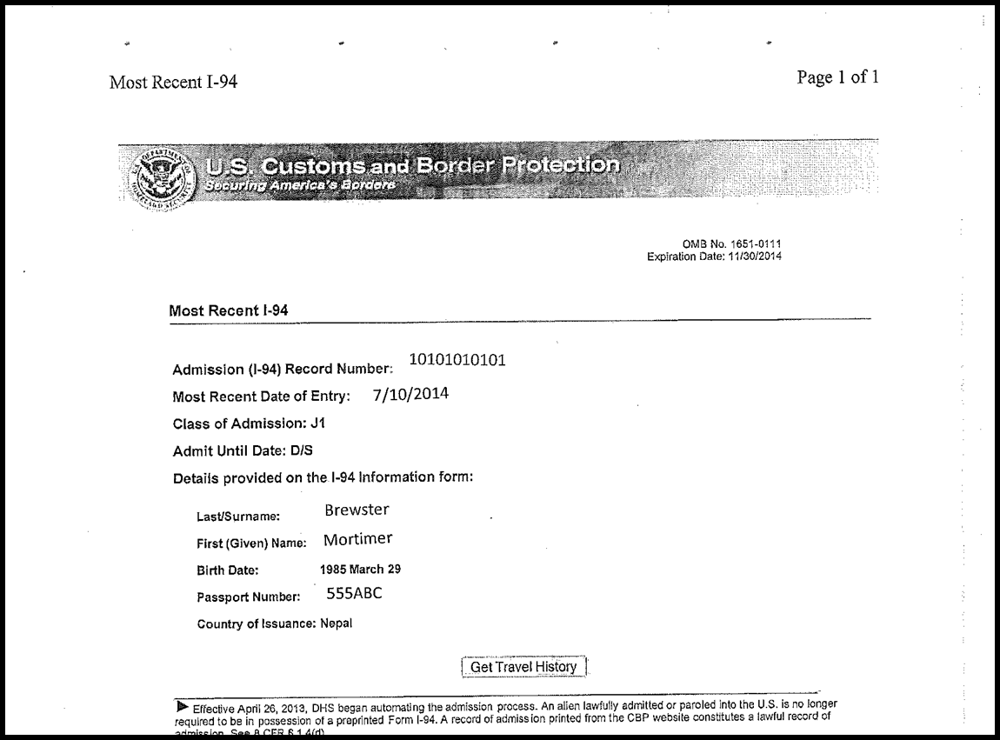 Most Recent I-94
Page 1 of 1
U.S. Customs and Border Protection
Securing America's Borders
OMB No. 1651-0111
Expiration Date: 11/30/2014
Most Recent I-94
Admission (I-94) Record Number: 10101010101
Most Recent Date of Entry: 7/10/2014
Class of Admission: J1
Admit Until Date: D/S
Details provided on the I-94 Information form:
Last/Surname: Brewster
First (Given) Name: Mortimer
Birth Date: 1985 March 29
Passport Number: 555ABC
Country of Issuance: Nepal
Get Travel History
► Effective April 26, 2013, DHS began automating the admission process. An alien lawfully admitted or paroled into the U.S. is no longer
required to be in possession of a preprinted Form I-94. A record of admission printed from the CBP website constitutes a lawful record of
admission. See 8 CFR § 1.4(d)